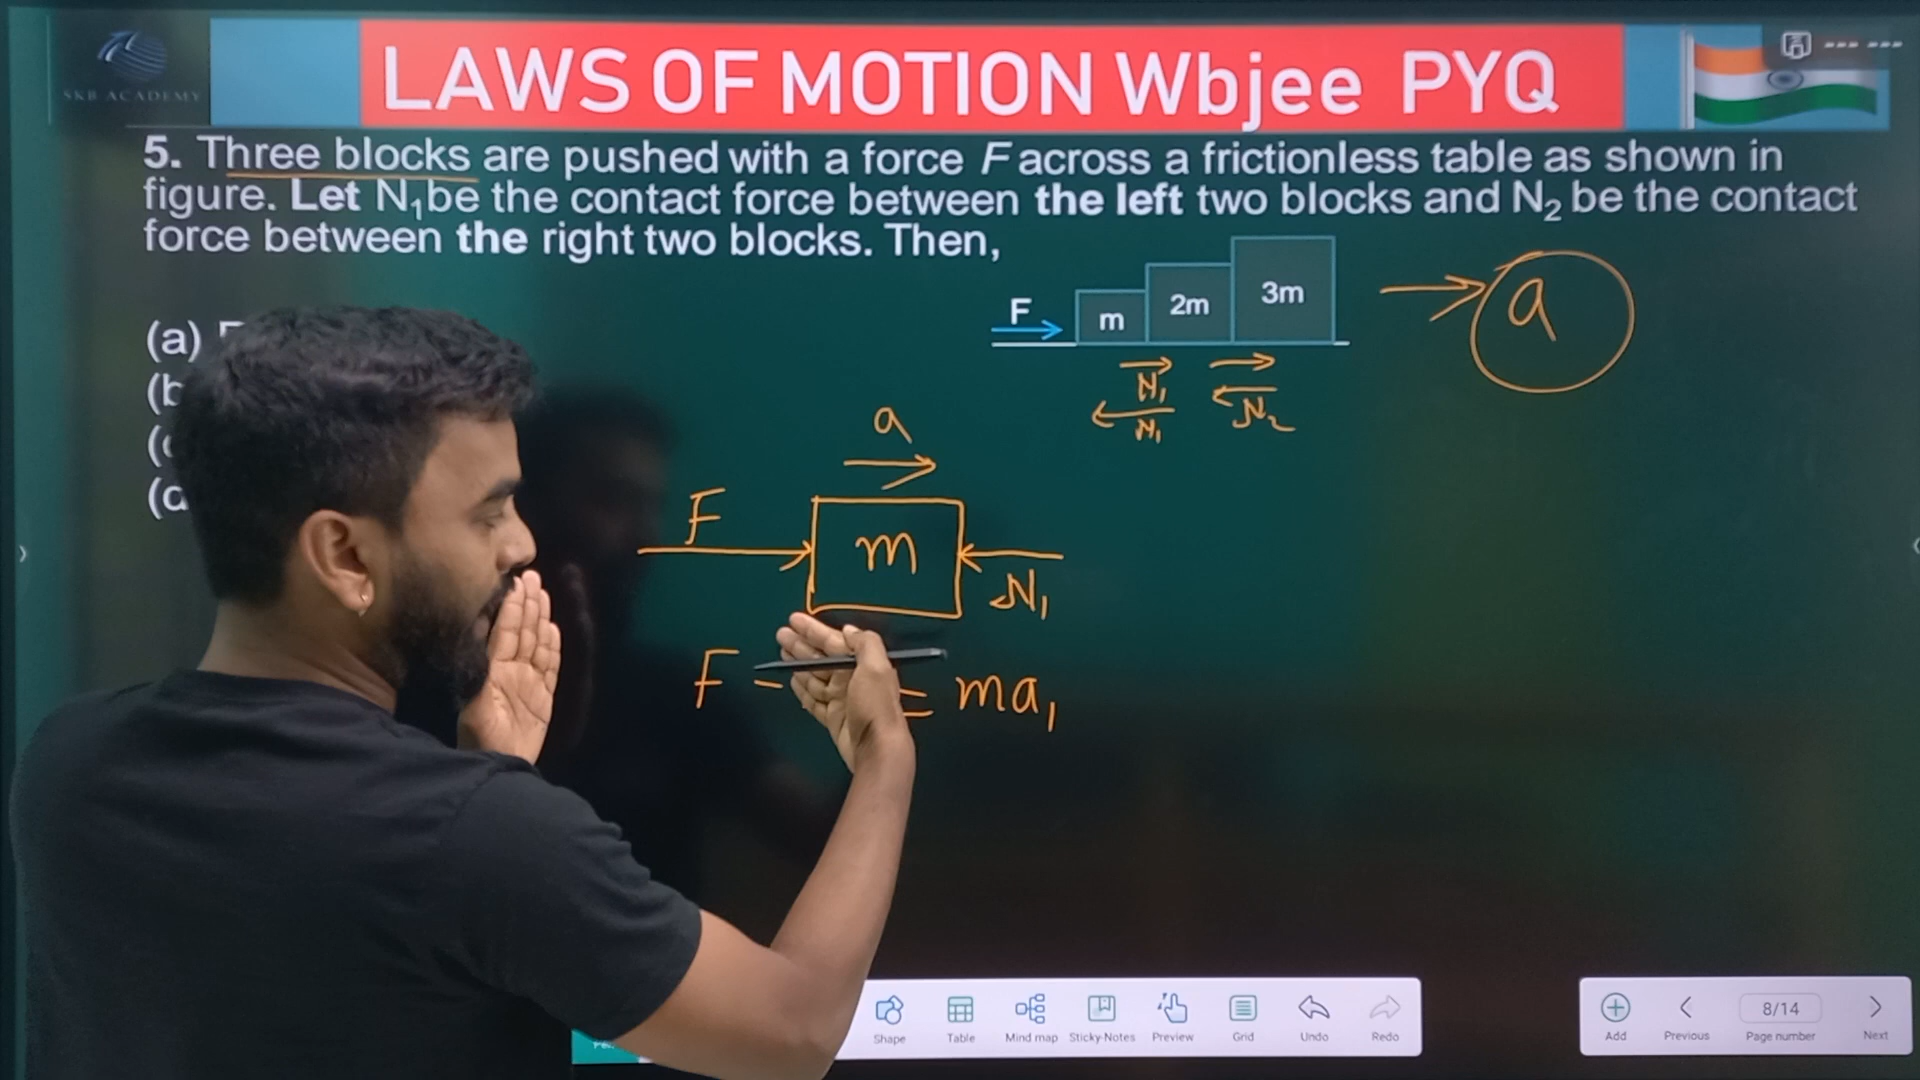 SKB ACADEMY
LAWS OF MOTION Wbjee PYQ
5. Three blocks are pushed with a force F across a frictionless table as shown in
figure. Let N₁ be the contact force between the left two blocks and N₂ be the contact
force between the right two blocks. Then,
F
m
2m
3m
a
N₁
N₁
N₂
(a)
(b
(c
(d
a
F
m
N₁
F - = ma₁
Shape
Table
Mind map
Sticky-Notes
Preview
Grid
Undo
Redo
Add
Previous
8/14
Page number
Next